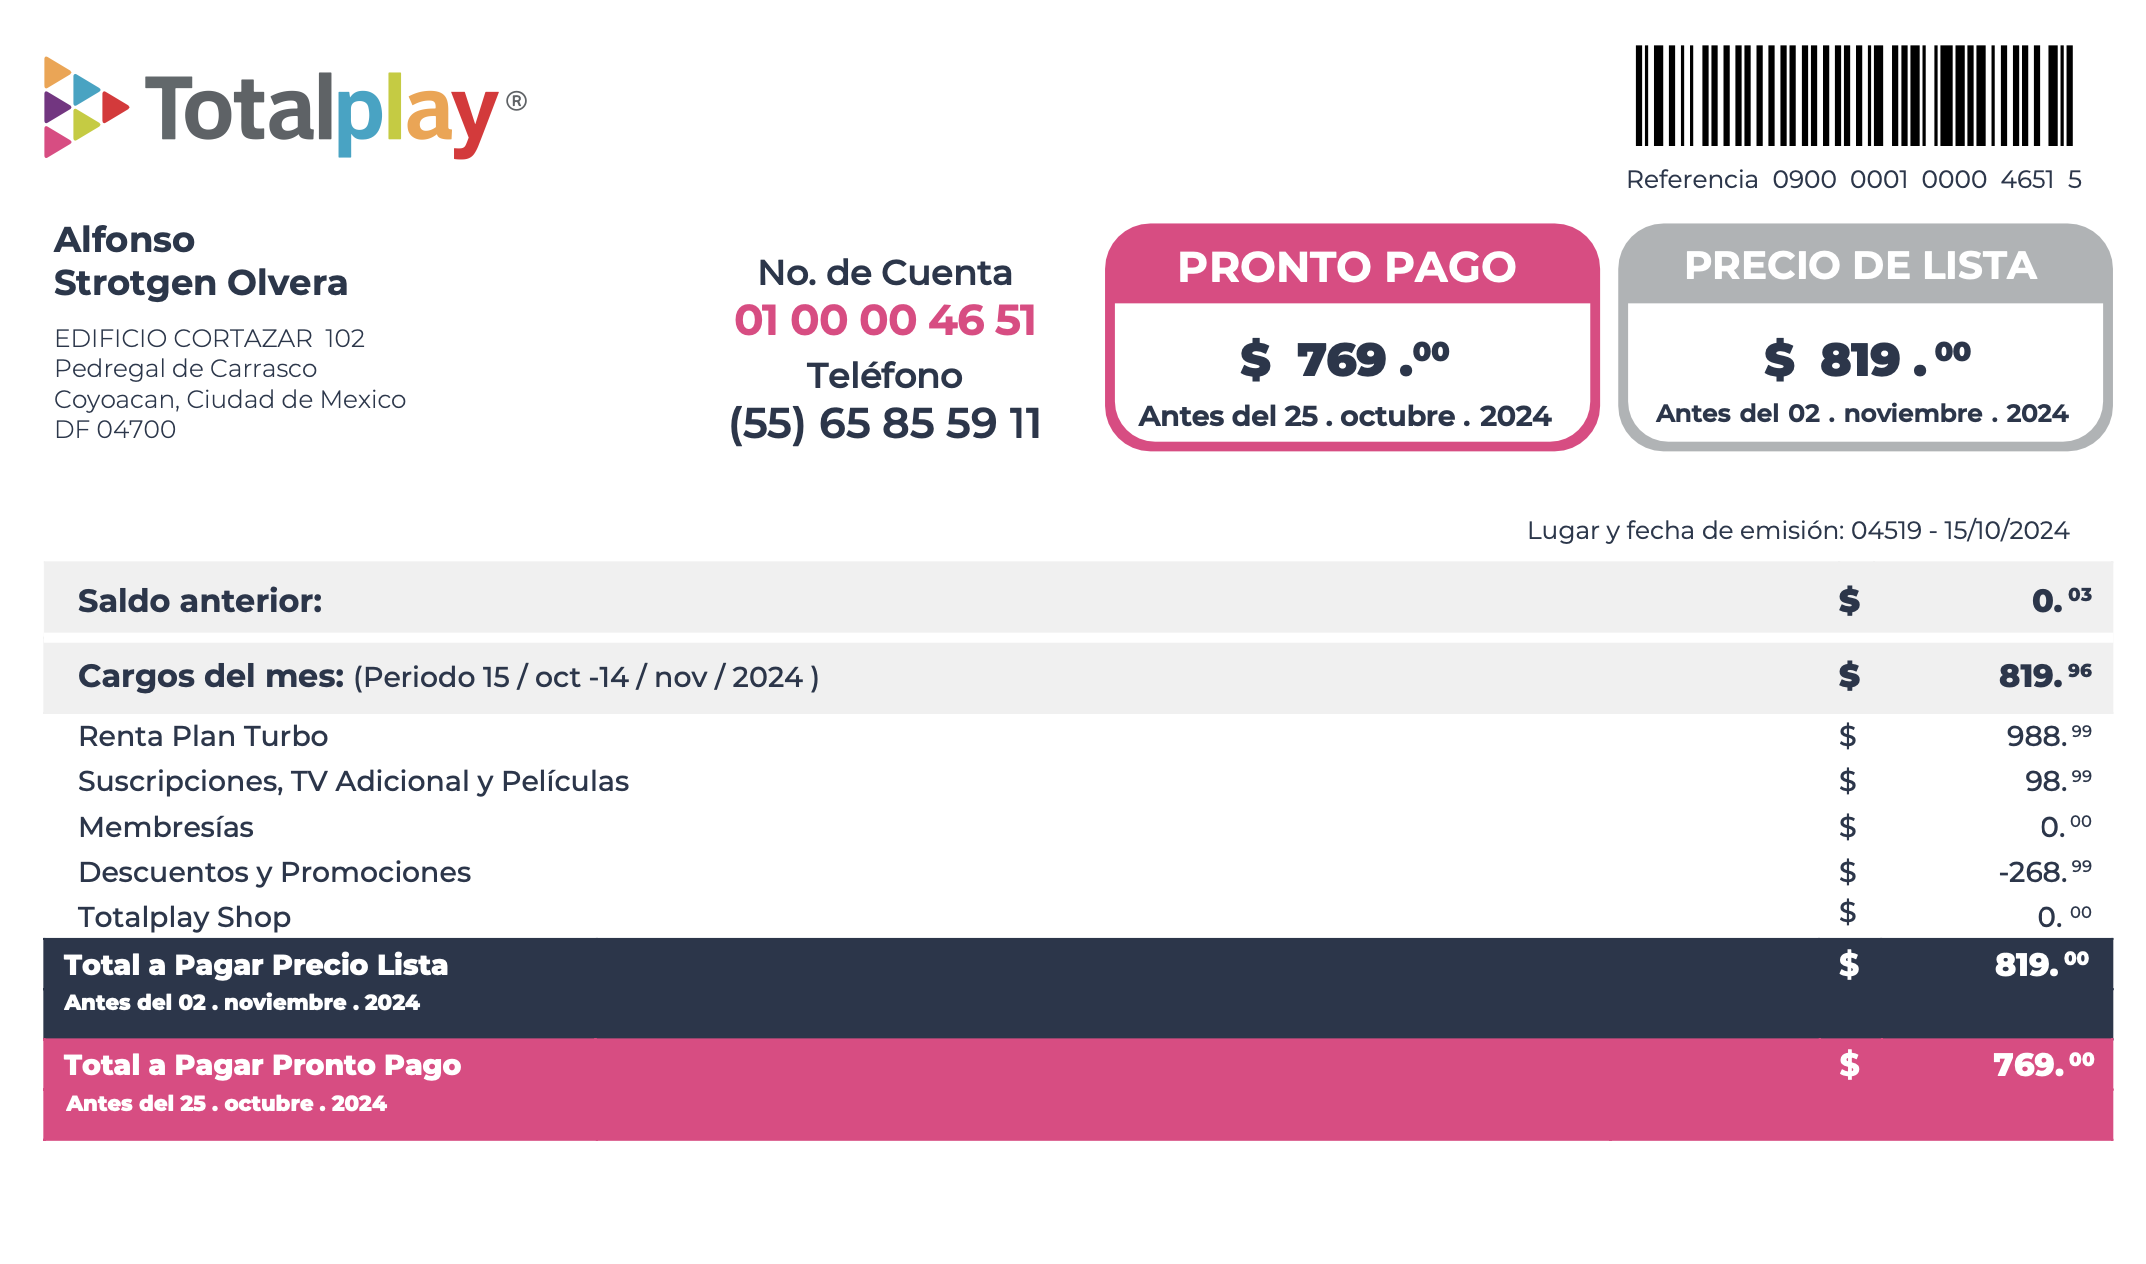 Totalplay®
Referencia 0900 0001 0000 4651 5
Alfonso
Strotgen Olvera
EDIFICIO CORTAZAR 102
Pedregal de Carrasco
Coyoacan, Ciudad de Mexico
DF 04700
No. de Cuenta
01 00 00 46 51
Teléfono
(55) 65 85 59 11
PRONTO PAGO
$ 769 .00
Antes del 25 . octubre . 2024
PRECIO DE LISTA
$ 819 . 00
Antes del 02 . noviembre . 2024
Lugar y fecha de emisión: 04519 - 15/10/2024
Saldo anterior: $ 0. 03
Cargos del mes: (Periodo 15 / oct -14 / nov / 2024 ) $ 819. 96
Renta Plan Turbo $ 988. 99
Suscripciones, TV Adicional y Películas $ 98. 99
Membresías $ 0. 00
Descuentos y Promociones $ -268. 99
Totalplay Shop $ 0. 00
Total a Pagar Precio Lista $ 819. 00
Antes del 02 . noviembre . 2024
Total a Pagar Pronto Pago $ 769. 00
Antes del 25 . octubre . 2024